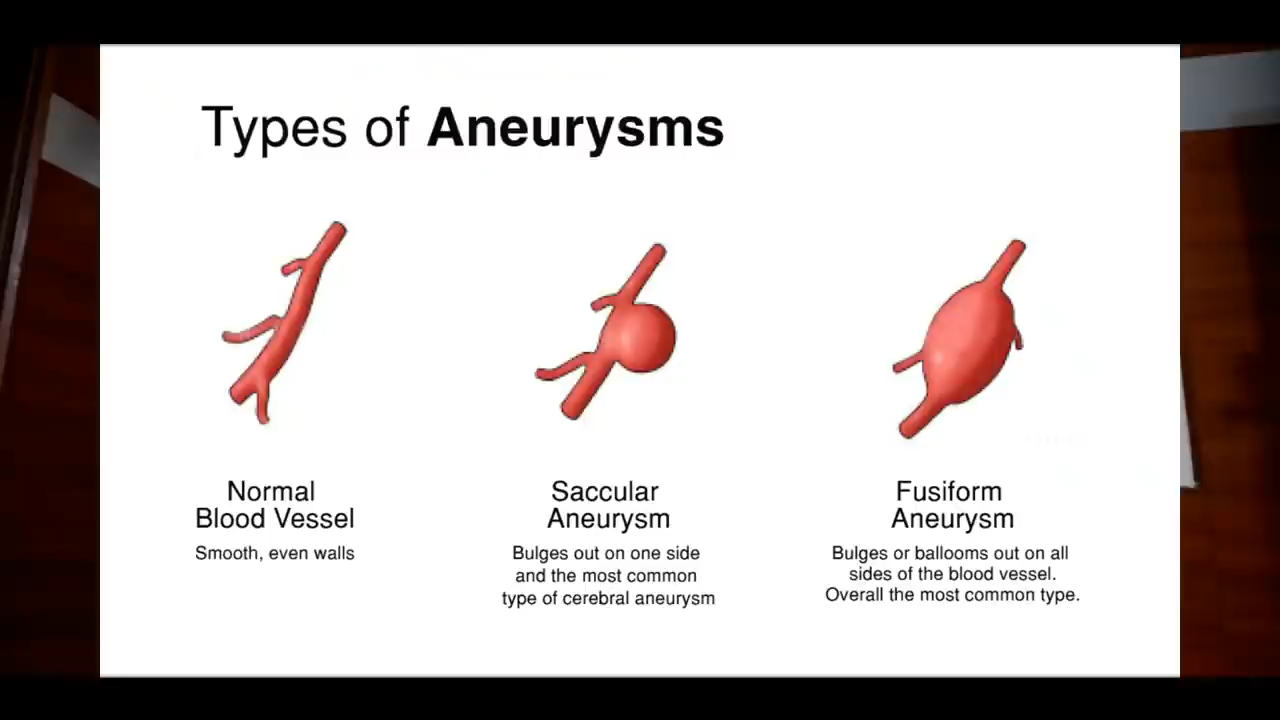 Types of Aneurysms
Normal
Blood Vessel
Smooth, even walls
Saccular
Aneurysm
Bulges out on one side
and the most common
type of cerebral aneurysm
Fusiform
Aneurysm
Bulges or ballooms out on all
sides of the blood vessel.
Overall the most common type.